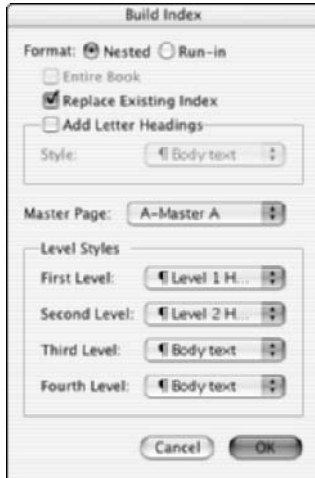 Build Index
Format: Nested Run-in
Entire Book
Replace Existing Index
Add Letter Headings
Style: ¶ Body text
Master Page: A-Master A
Level Styles
First Level: ¶ Level 1 H...
Second Level: ¶ Level 2 H...
Third Level: ¶ Body text
Fourth Level: ¶ Body text
Cancel OK